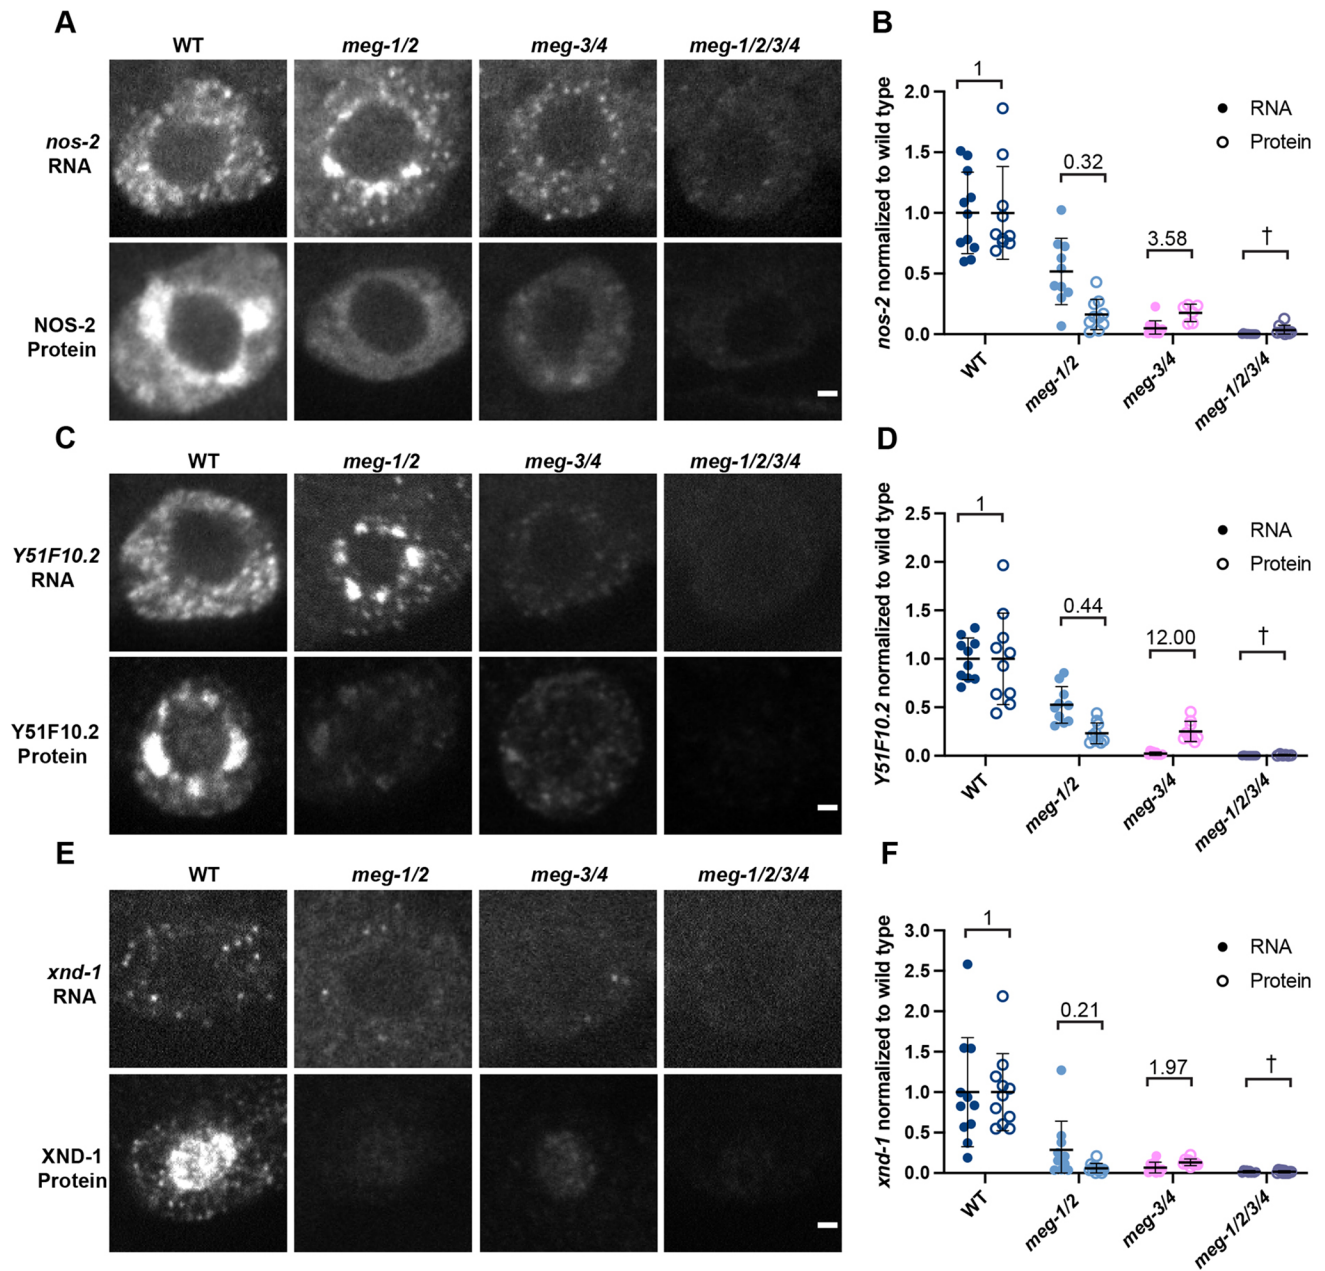 A
WT
meg-1/2
meg-3/4
meg-1/2/3/4
nos-2
RNA
NOS-2
Protein
B
nos-2 normalized to wild type
2.0
1.5
1.0
0.5
0.0
1
0.32
3.58
†
RNA
Protein
WT
meg-1/2
meg-3/4
meg-1/2/3/4
C
WT
meg-1/2
meg-3/4
meg-1/2/3/4
Y51F10.2
RNA
Y51F10.2
Protein
D
Y51F10.2 normalized to wild type
2.5
2.0
1.5
1.0
0.5
0.0
1
0.44
12.00
†
RNA
Protein
WT
meg-1/2
meg-3/4
meg-1/2/3/4
E
WT
meg-1/2
meg-3/4
meg-1/2/3/4
xnd-1
RNA
XND-1
Protein
F
xnd-1 normalized to wild type
3.0
2.5
2.0
1.5
1.0
0.5
0.0
1
0.21
1.97
†
RNA
Protein
WT
meg-1/2
meg-3/4
meg-1/2/3/4